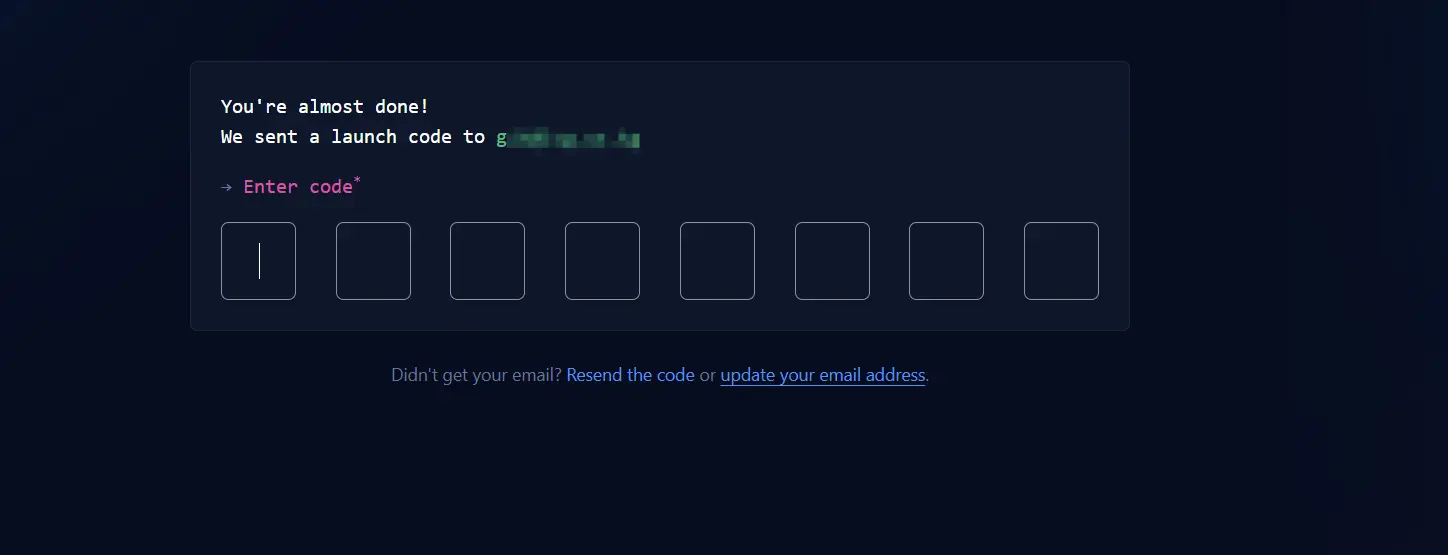 You're almost done!
We sent a launch code to
→ Enter code*
Didn't get your email? Resend the code or update your email address.